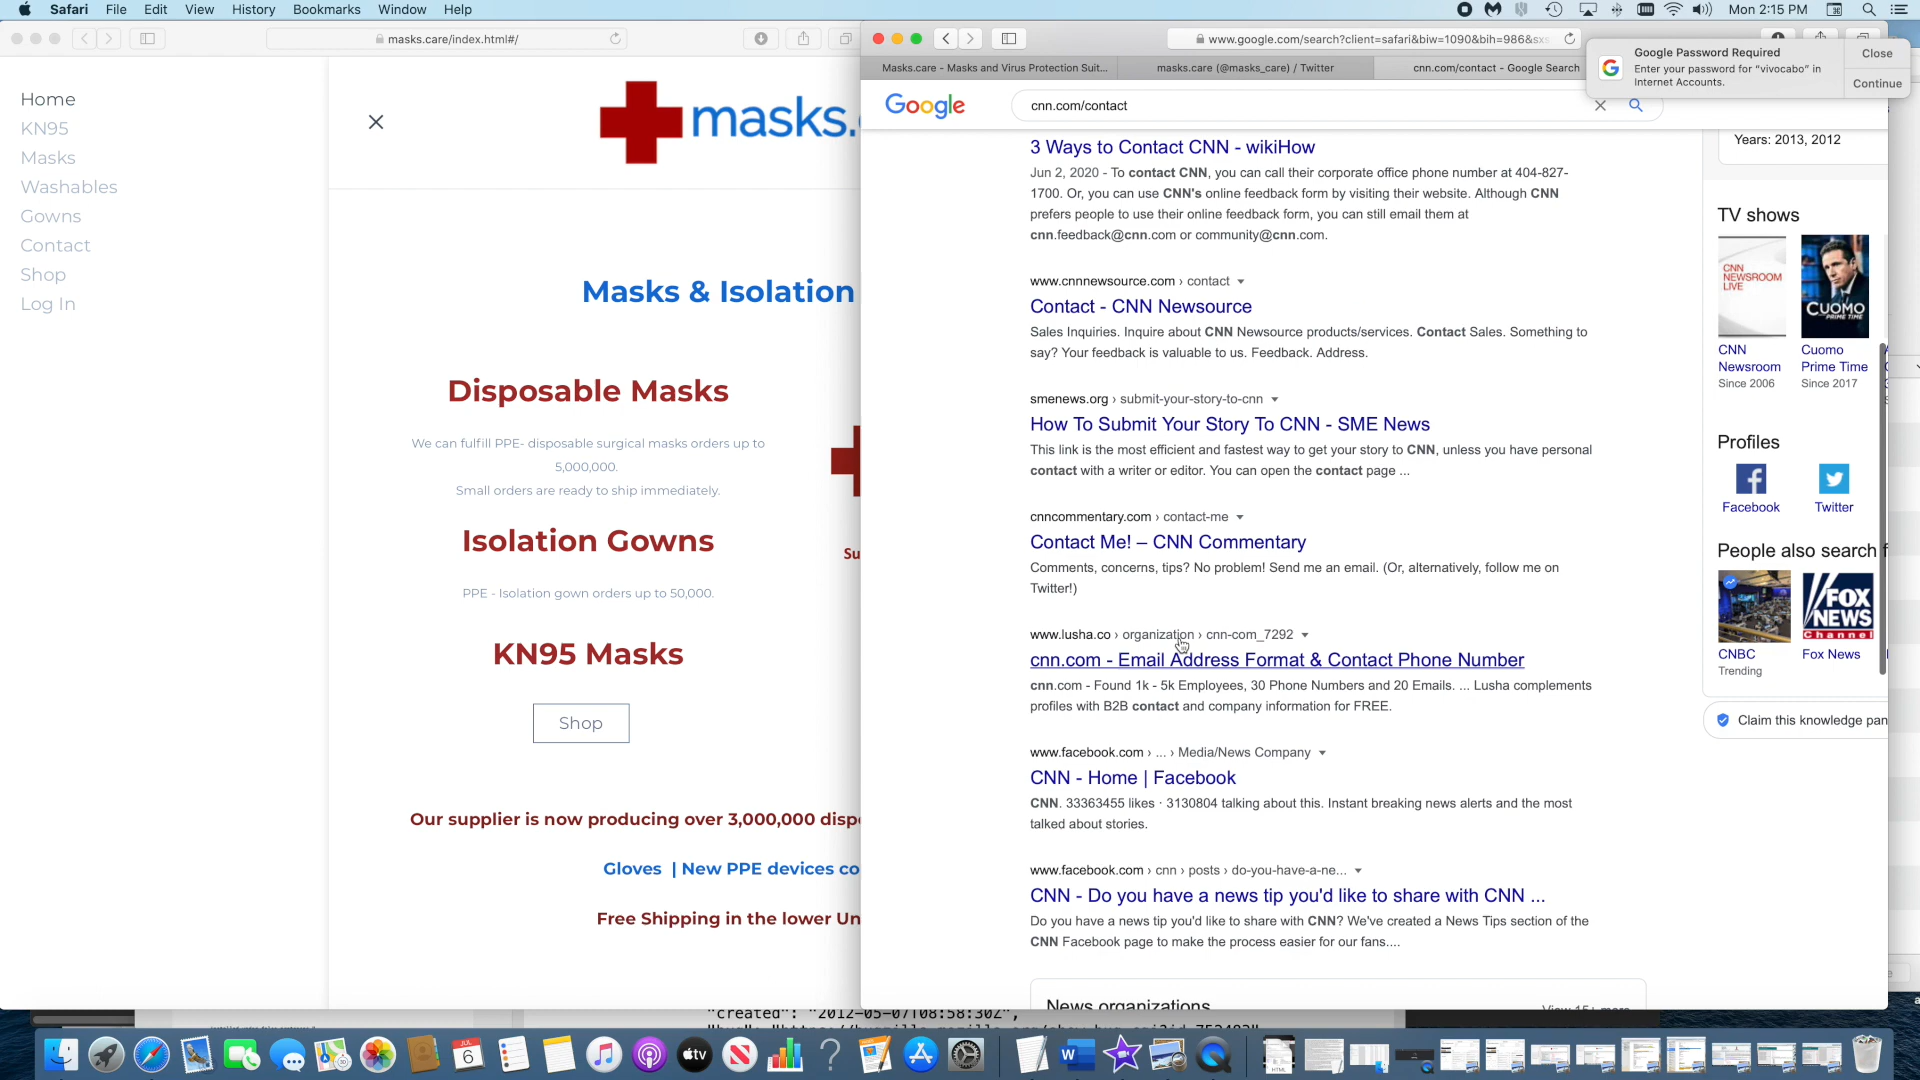 Safari File Edit View History Bookmarks Window Help
Mon 2:15 PM
masks.care/index.html#/
Home
KN95
Masks
Washables
Gowns
Contact
Shop
Log In
masks.
Masks & Isolation
Disposable Masks
We can fulfill PPE- disposable surgical masks orders up to
5,000,000.
Small orders are ready to ship immediately.
Isolation Gowns
Su
PPE - Isolation gown orders up to 50,000.
KN95 Masks
Shop
Our supplier is now producing over 3,000,000 disp
Gloves | New PPE devices co
Free Shipping in the lower Un
www.google.com/search?client=safari&biw=1090&bih=986&sxs
Masks.care - Masks and Virus Protection Suit...
masks.care (@masks_care) / Twitter
cnn.com/contact - Google Search
Google Password Required
Enter your password for "vivocabo" in
Internet Accounts.
Close
Continue
Google
cnn.com/contact
3 Ways to Contact CNN - wikiHow
Jun 2, 2020 - To contact CNN, you can call their corporate office phone number at 404-827-
1700. Or, you can use CNN's online feedback form by visiting their website. Although CNN
prefers people to use their online feedback form, you can still email them at
cnn.feedback@cnn.com or community@cnn.com.
www.cnnnewsource.com › contact
Contact - CNN Newsource
Sales Inquiries. Inquire about CNN Newsource products/services. Contact Sales. Something to
say? Your feedback is valuable to us. Feedback. Address.
smenews.org › submit-your-story-to-cnn
How To Submit Your Story To CNN - SME News
This link is the most efficient and fastest way to get your story to CNN, unless you have personal
contact with a writer or editor. You can open the contact page ...
cnncommentary.com › contact-me
Contact Me! – CNN Commentary
Comments, concerns, tips? No problem! Send me an email. (Or, alternatively, follow me on
Twitter!)
www.lusha.co › organization › cnn-com_7292
cnn.com - Email Address Format & Contact Phone Number
cnn.com - Found 1k - 5k Employees, 30 Phone Numbers and 20 Emails. ... Lusha complements
profiles with B2B contact and company information for FREE.
www.facebook.com › ... › Media/News Company
CNN - Home | Facebook
CNN. 33363455 likes · 3130804 talking about this. Instant breaking news alerts and the most
talked about stories.
www.facebook.com › cnn › posts › do-you-have-a-ne...
CNN - Do you have a news tip you'd like to share with CNN ...
Do you have a news tip you'd like to share with CNN? We've created a News Tips section of the
CNN Facebook page to make the process easier for our fans....
News organizations
Years: 2013, 2012
TV shows
CNN
NEWSROOM
LIVE
CUOMO
PRIME TIME
CNN
Newsroom
Since 2006
Cuomo
Prime Time
Since 2017
Profiles
Facebook
Twitter
People also search f
FOX
NEWS
Channel
CNBC
Trending
Fox News
Claim this knowledge pan
"created": "2012-05-07T08:58:30Z",
JUL
6
tv
W
HTML